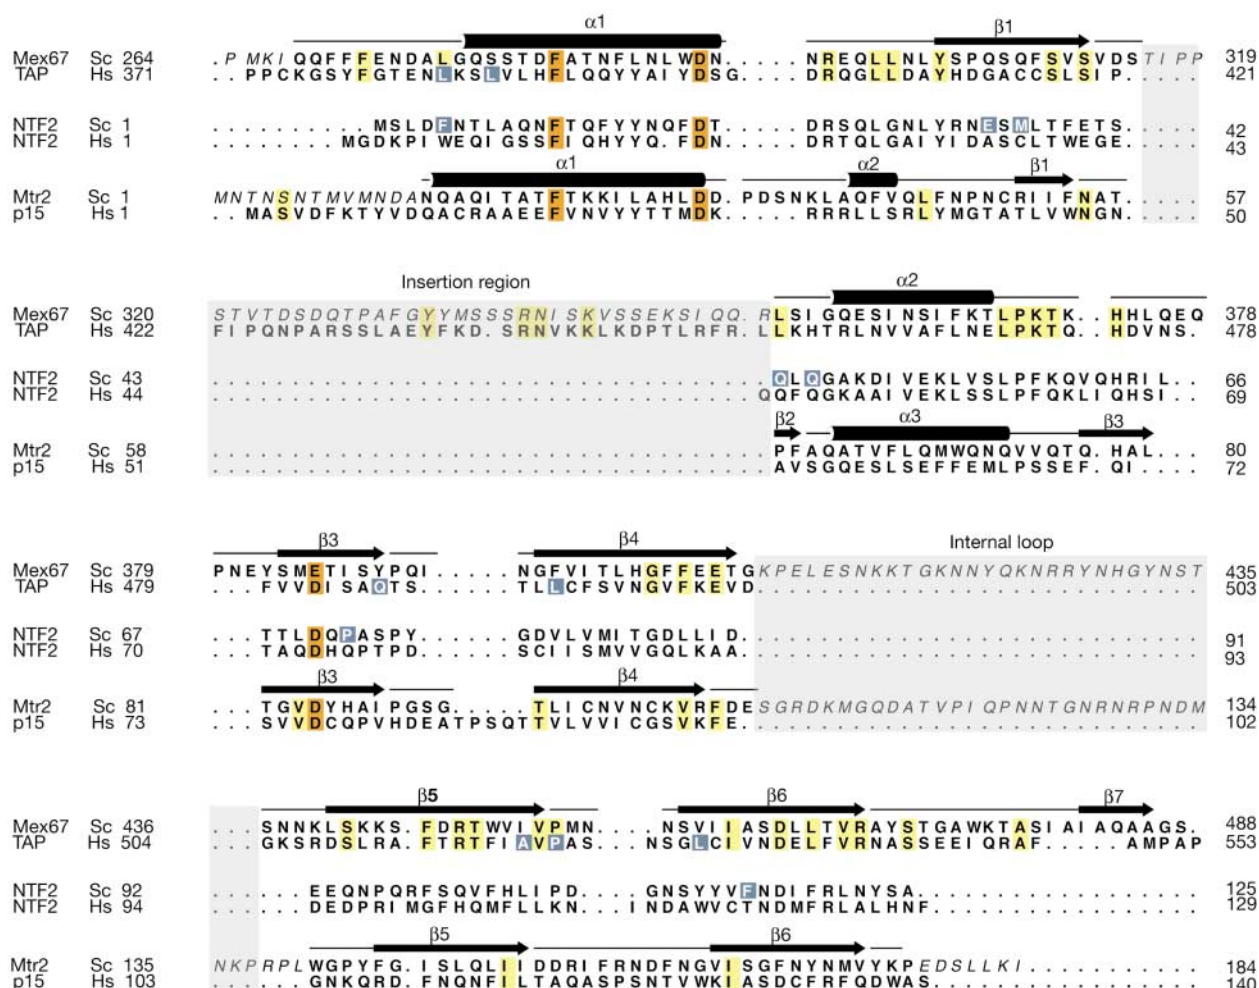 α1 β1
Mex67 Sc 264 . P M K I Q Q F F F E N D A L G Q S S T D F A T N F L N L W D N . . . . . N R E Q L L N L Y S P Q S Q F S V S V D S T I P P 319
TAP Hs 371 . . P P C K G S Y F G T E N L K S L V L H F L Q Q Y Y A I Y D S G . . . . D R Q G L L D A Y H D G A C C S L S I P . . . . . 421
NTF2 Sc 1 . . . . . . . . . . M S L D F N T L A Q N F T Q F Y Y N Q F D T . . . . . D R S Q L G N L Y R N E S M L T F E T S . . . . . 42
NTF2 Hs 1 . . . . . . . . M G D K P I W E Q I G S S F I Q H Y Y Q . F D N . . . . . D R T Q L G A I Y I D A S C L T W E G E . . . . . 43
α1 α2 β1
Mtr2 Sc 1 M N T N S N T M V M N D A N Q A Q I T A T F T K K I L A H L D D . P D S N K L A Q F V Q L F N P N C R I I F N A T . . . . . 57
p15 Hs 1 . . M A S V D F K T Y V D Q A C R A A E E F V N V Y Y T T M D K . . . . . R R R L L S R L Y M G T A T L V W N G N . . . . . 50
Insertion region α2
Mex67 Sc 320 S T V T D S D Q T P A F G Y Y M S S S R N I S K V S S E K S I Q Q . R L S I G Q E S I N S I F K T L P K T K . . H H L Q E Q 378
TAP Hs 422 F I P Q N P A R S S L A E Y F K D . S R N V K K L K D P T L R F R . L L K H T R L N V V A F L N E L P K T Q . . H D V N S . 478
NTF2 Sc 43 . . . . . . . . . . . . . . . . . . . . . . . . . . . . . . . . . . . Q L Q G A K D I V E K L V S L P F K Q V Q H R I L . . 66
NTF2 Hs 44 . . . . . . . . . . . . . . . . . . . . . . . . . . . . . . . . . . Q Q F Q G K A A I V E K L S S L P F Q K L I Q H S I . . 69
β2 α3 β3
Mtr2 Sc 58 . . . . . . . . . . . . . . . . . . . . . . . . . . . . . . . . . . . P F A Q A T V F L Q M W Q N Q V V Q T Q . H A L . . . 80
p15 Hs 51 . . . . . . . . . . . . . . . . . . . . . . . . . . . . . . . . . . . A V S G Q E S L S E F F E M L P S S E F . Q I . . . . 72
β3 β4 Internal loop
Mex67 Sc 379 P N E Y S M E T I S Y P Q I . . . . . N G F V I T L H G F F E E T G K P E L E S N K K T G K N N Y Q K N R R Y N H G Y N S T 435
TAP Hs 479 . . . F V V D I S A Q T S . . . . . . T L L C F S V N G V F K E V D . . . . . . . . . . . . . . . . . . . . . . . . . . . . 503
NTF2 Sc 67 . . . T T L D Q P A S P Y . . . . . . G D V L V M I T G D L L I D . . . . . . . . . . . . . . . . . . . . . . . . . . . . . 91
NTF2 Hs 70 . . . T A Q D H Q P T P D . . . . . . S C I I S M V V G Q L K A A . . . . . . . . . . . . . . . . . . . . . . . . . . . . . 93
β3 β4
Mtr2 Sc 81 . . . T G V D Y H A I P G S G . . . . . T L I C N V N C K V R F D E S G R D K M G Q D A T V P I Q P N N T G N R N R P N D M 134
p15 Hs 73 . . . S V V D C Q P V H D E A T P S Q T T V L V V I C G S V K F E . . . . . . . . . . . . . . . . . . . . . . . . . . . . . 102
β5 β6 β7
Mex67 Sc 436 . . . S N N K L S K K S . F D R T W V I V P M N . . . . N S V I I A S D L L T V R A Y S T G A W K T A S I A I A Q A A G S . 488
TAP Hs 504 . . . G K S R D S L R A . F T R T F I A V P A S . . . . N S G L C I V N D E L F V R N A S S E E I Q R A F . . . . . A M P A P 553
NTF2 Sc 92 . . . . . . E E Q N P Q R F S Q V F H L I P D . . . . G N S Y Y V F N D I F R L N Y S A . . . . . . . . . . . . . . . . . . 125
NTF2 Hs 94 . . . . . . D E D P R I M G F H Q M F L L K N . . . I N D A W V C T N D M F R L A L H N F . . . . . . . . . . . . . . . . . 129
β5 β6
Mtr2 Sc 135 N K P R P L W G P Y F G . I S L Q L I I D D R I F R N D F N G V I S G F N Y N M V Y K P E D S L L K I . . . . . . . . . . . 184
p15 Hs 103 . . . . . . G N K Q R D . F N Q N F I L T A Q A S P S N T V W K I A S D C F R F Q D W A S . . . . . . . . . . . . . . . . . 140